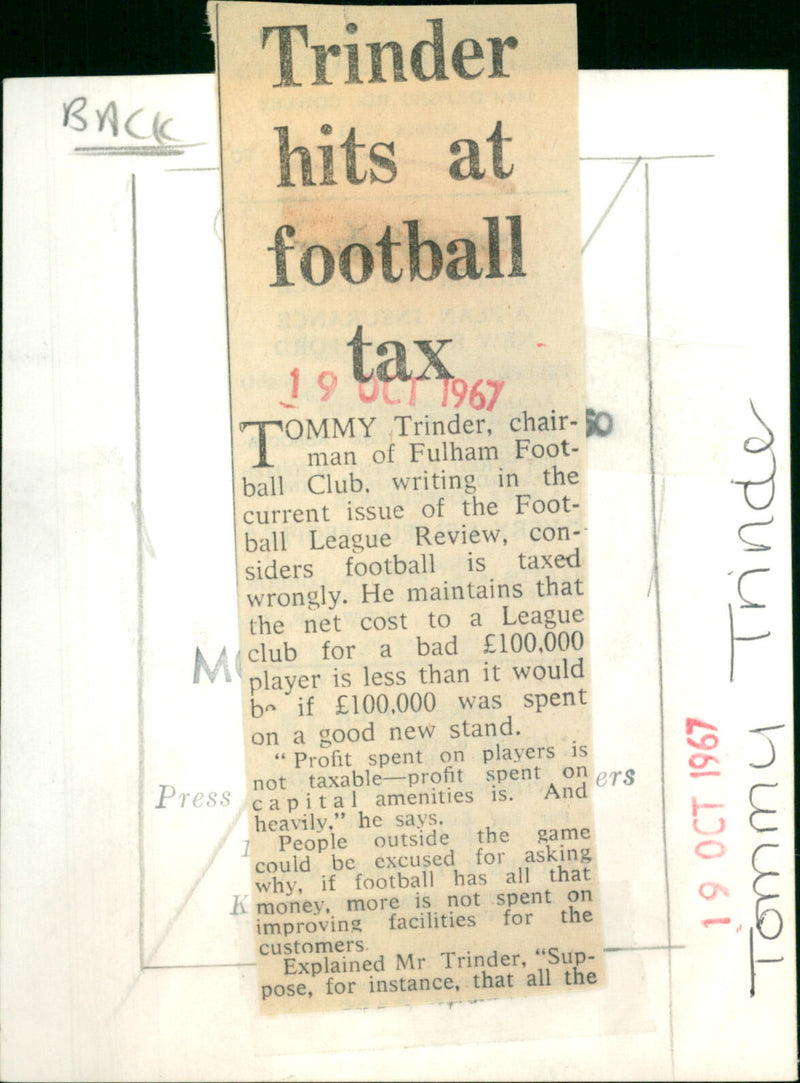 BACK
Trinder
hits at
football
tax
19 OCT 1967
TOMMY Trinder, chair-
man of Fulham Foot-
ball Club, writing in the
current issue of the Foot-
ball League Review, con-
siders football is taxed
wrongly. He maintains that
the net cost to a League
club for a bad £100,000
player is less than it would
be if £100,000 was spent
on a good new stand.
"Profit spent on players is
not taxable—profit spent on
capital amenities is. And
heavily," he says.
People outside the game
could be excused for asking
why, if football has all that
money, more is not spent on
improving facilities for the
customers.
Explained Mr Trinder, "Sup-
pose, for instance, that all the
Press
ers
K
19 OCT 1967
Tommy Trinder